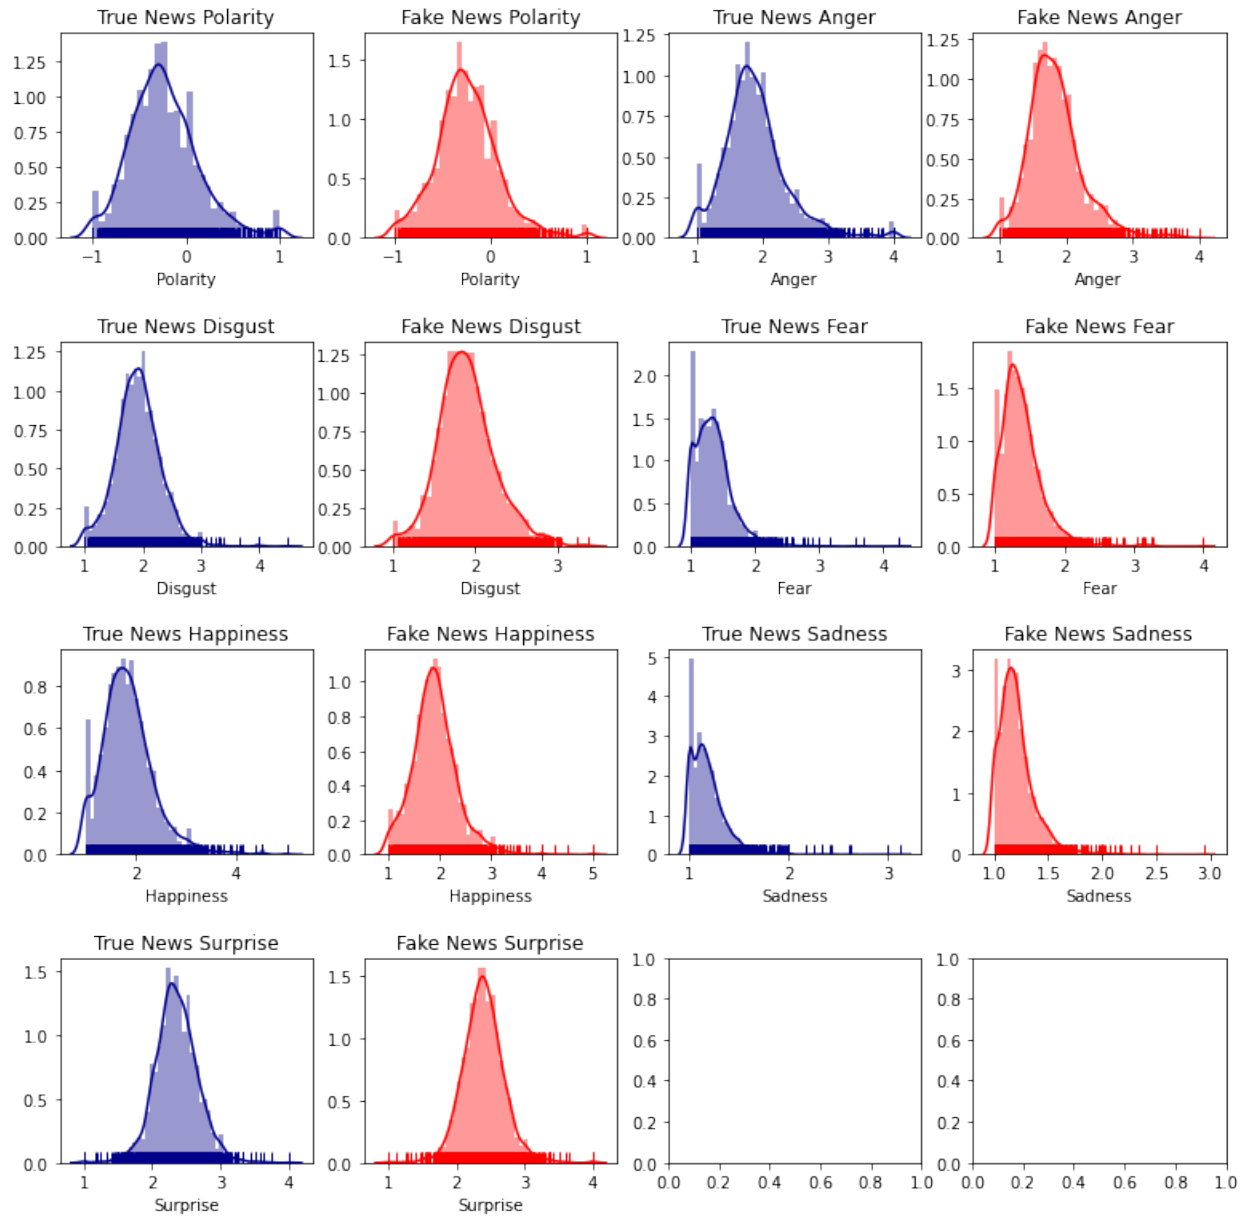 True News Polarity
Fake News Polarity
True News Anger
Fake News Anger
1.25
1.00
0.75
0.50
0.25
0.00
−1 0 1
Polarity
1.5
1.0
0.5
0.0
−1 0 1
Polarity
1.25
1.00
0.75
0.50
0.25
0.00
1 2 3 4
Anger
1.25
1.00
0.75
0.50
0.25
0.00
1 2 3 4
Anger
True News Disgust
Fake News Disgust
True News Fear
Fake News Fear
1.25
1.00
0.75
0.50
0.25
0.00
1 2 3 4
Disgust
1.25
1.00
0.75
0.50
0.25
0.00
1 2 3
Disgust
2.0
1.5
1.0
0.5
0.0
1 2 3 4
Fear
1.5
1.0
0.5
0.0
1 2 3 4
Fear
True News Happiness
Fake News Happiness
True News Sadness
Fake News Sadness
0.8
0.6
0.4
0.2
0.0
2 4
Happiness
1.0
0.8
0.6
0.4
0.2
0.0
1 2 3 4 5
Happiness
5
4
3
2
1
0
1 2 3
Sadness
3
2
1
0
1.0 1.5 2.0 2.5 3.0
Sadness
True News Surprise
Fake News Surprise
1.5
1.0
0.5
0.0
1 2 3 4
Surprise
1.5
1.0
0.5
0.0
1 2 3 4
Surprise
1.0
0.8
0.6
0.4
0.2
0.0
0.0 0.2 0.4 0.6 0.8 1.0
1.0
0.8
0.6
0.4
0.2
0.0
0.0 0.2 0.4 0.6 0.8 1.0